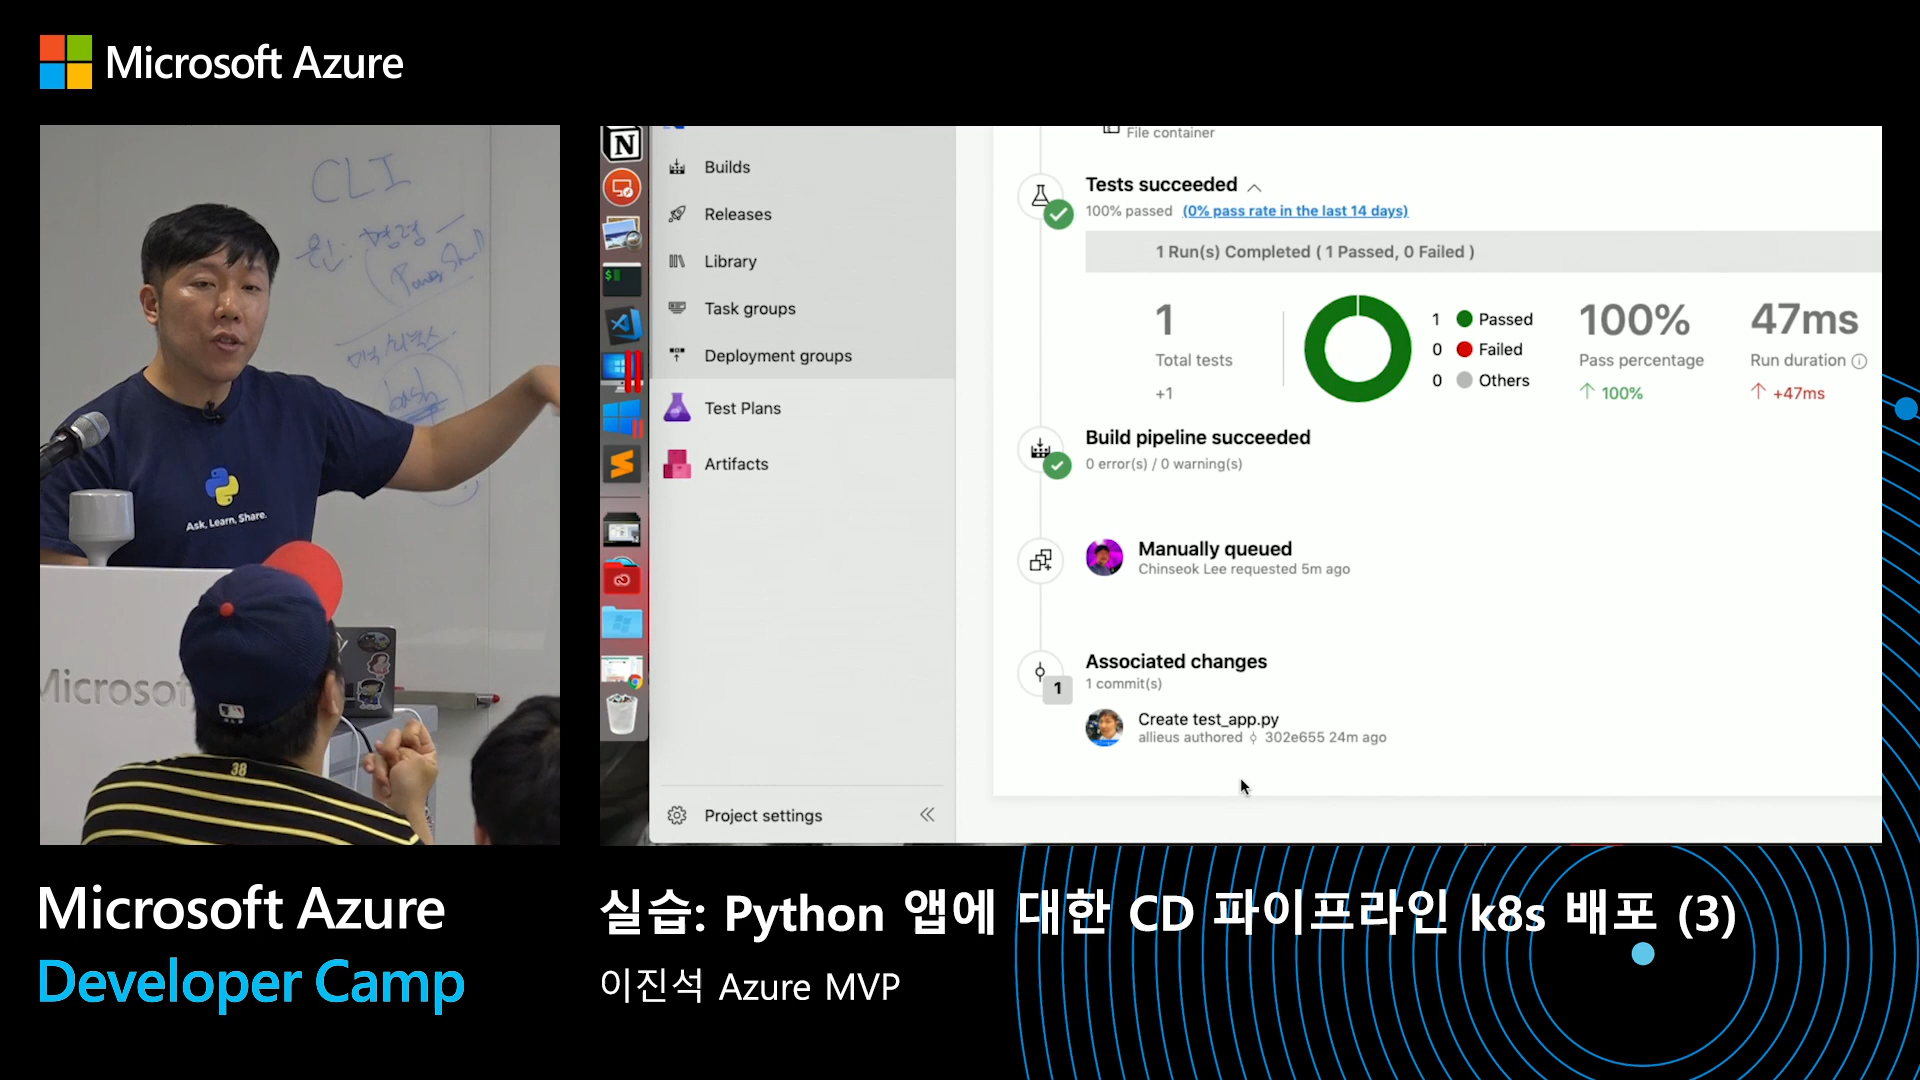 Microsoft Azure
CLI
bash
Ask, Learn, Share.
Microsof
38
N
$
Builds
Releases
Library
Task groups
Deployment groups
Test Plans
Artifacts
Project settings
File container
Tests succeeded
100% passed (0% pass rate in the last 14 days)
1 Run(s) Completed ( 1 Passed, 0 Failed )
1
Total tests
+1
1 Passed
0 Failed
0 Others
100%
Pass percentage
100%
47ms
Run duration
+47ms
Build pipeline succeeded
0 error(s) / 0 warning(s)
Manually queued
Chinseok Lee requested 5m ago
1
Associated changes
1 commit(s)
Create test_app.py
allieus authored 302e655 24m ago
Microsoft Azure
Developer Camp
실습: Python 앱에 대한 CD 파이프라인 k8s 배포 (3)
이진석 Azure MVP